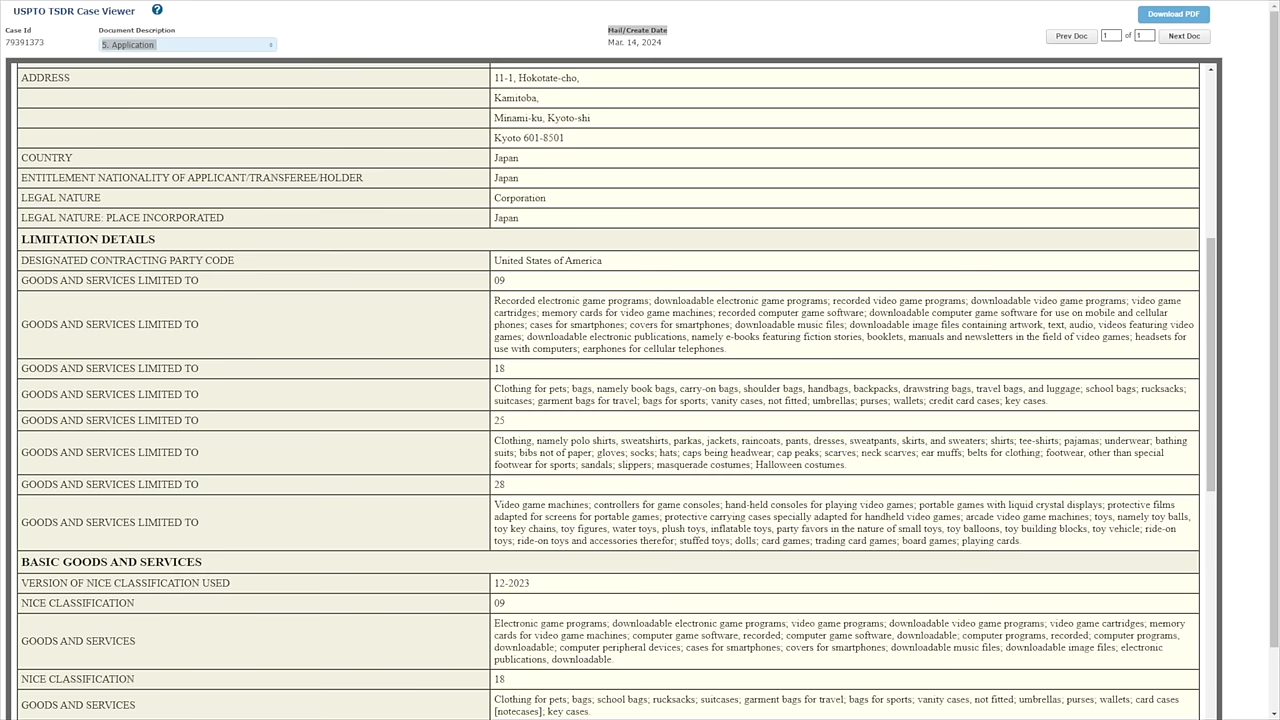 USPTO TSDR Case Viewer
?
Download PDF
Case Id
Document Description
Mail/Create Date
79391373
5. Application
Mar. 14, 2024
Prev Doc
1
of
1
Next Doc
ADDRESS
11-1, Hokotate-cho,
Kamitoba,
Minami-ku, Kyoto-shi
Kyoto 601-8501
COUNTRY
Japan
ENTITLEMENT NATIONALITY OF APPLICANT/TRANSFEREE/HOLDER
Japan
LEGAL NATURE
Corporation
LEGAL NATURE: PLACE INCORPORATED
Japan
LIMITATION DETAILS
DESIGNATED CONTRACTING PARTY CODE
United States of America
GOODS AND SERVICES LIMITED TO
09
GOODS AND SERVICES LIMITED TO
Recorded electronic game programs; downloadable electronic game programs; recorded video game programs; downloadable video game programs; video game
cartridges; memory cards for video game machines; recorded computer game software; downloadable computer game software for use on mobile and cellular
phones; cases for smartphones; covers for smartphones; downloadable music files; downloadable image files containing artwork, text, audio, videos featuring video
games; downloadable electronic publications, namely e-books featuring fiction stories, booklets, manuals and newsletters in the field of video games; headsets for
use with computers; earphones for cellular telephones.
GOODS AND SERVICES LIMITED TO
18
GOODS AND SERVICES LIMITED TO
Clothing for pets; bags, namely book bags, carry-on bags, shoulder bags, handbags, backpacks, drawstring bags, travel bags, and luggage; school bags; rucksacks;
suitcases; garment bags for travel; bags for sports; vanity cases, not fitted; umbrellas; purses; wallets; credit card cases; key cases.
GOODS AND SERVICES LIMITED TO
25
GOODS AND SERVICES LIMITED TO
Clothing, namely polo shirts, sweatshirts, parkas, jackets, raincoats, pants, dresses, sweatpants, skirts, and sweaters; shirts; tee-shirts; pajamas; underwear; bathing
suits; bibs not of paper; gloves; socks; hats; caps being headwear; cap peaks; scarves; neck scarves; ear muffs; belts for clothing; footwear, other than special
footwear for sports; sandals; slippers; masquerade costumes; Halloween costumes.
GOODS AND SERVICES LIMITED TO
28
GOODS AND SERVICES LIMITED TO
Video game machines; controllers for game consoles; hand-held consoles for playing video games; portable games with liquid crystal displays; protective films
adapted for screens for portable games; protective carrying cases specially adapted for handheld video games; arcade video game machines; toys, namely toy balls,
toy key chains, toy figures, water toys, plush toys, inflatable toys, party favors in the nature of small toys, toy balloons, toy building blocks, toy vehicle; ride-on
toys; ride-on toys and accessories therefor; stuffed toys; dolls; card games; trading card games; board games; playing cards.
BASIC GOODS AND SERVICES
VERSION OF NICE CLASSIFICATION USED
12-2023
NICE CLASSIFICATION
09
GOODS AND SERVICES
Electronic game programs; downloadable electronic game programs; video game programs; downloadable video game programs; video game cartridges; memory
cards for video game machines; computer game software, recorded; computer game software, downloadable; computer programs, recorded; computer programs,
downloadable; computer peripheral devices; cases for smartphones; covers for smartphones; downloadable music files; downloadable image files; electronic
publications, downloadable.
NICE CLASSIFICATION
18
GOODS AND SERVICES
Clothing for pets; bags; school bags; rucksacks; suitcases; garment bags for travel; bags for sports; vanity cases, not fitted; umbrellas; purses; wallets; card cases
[notecases]; key cases.